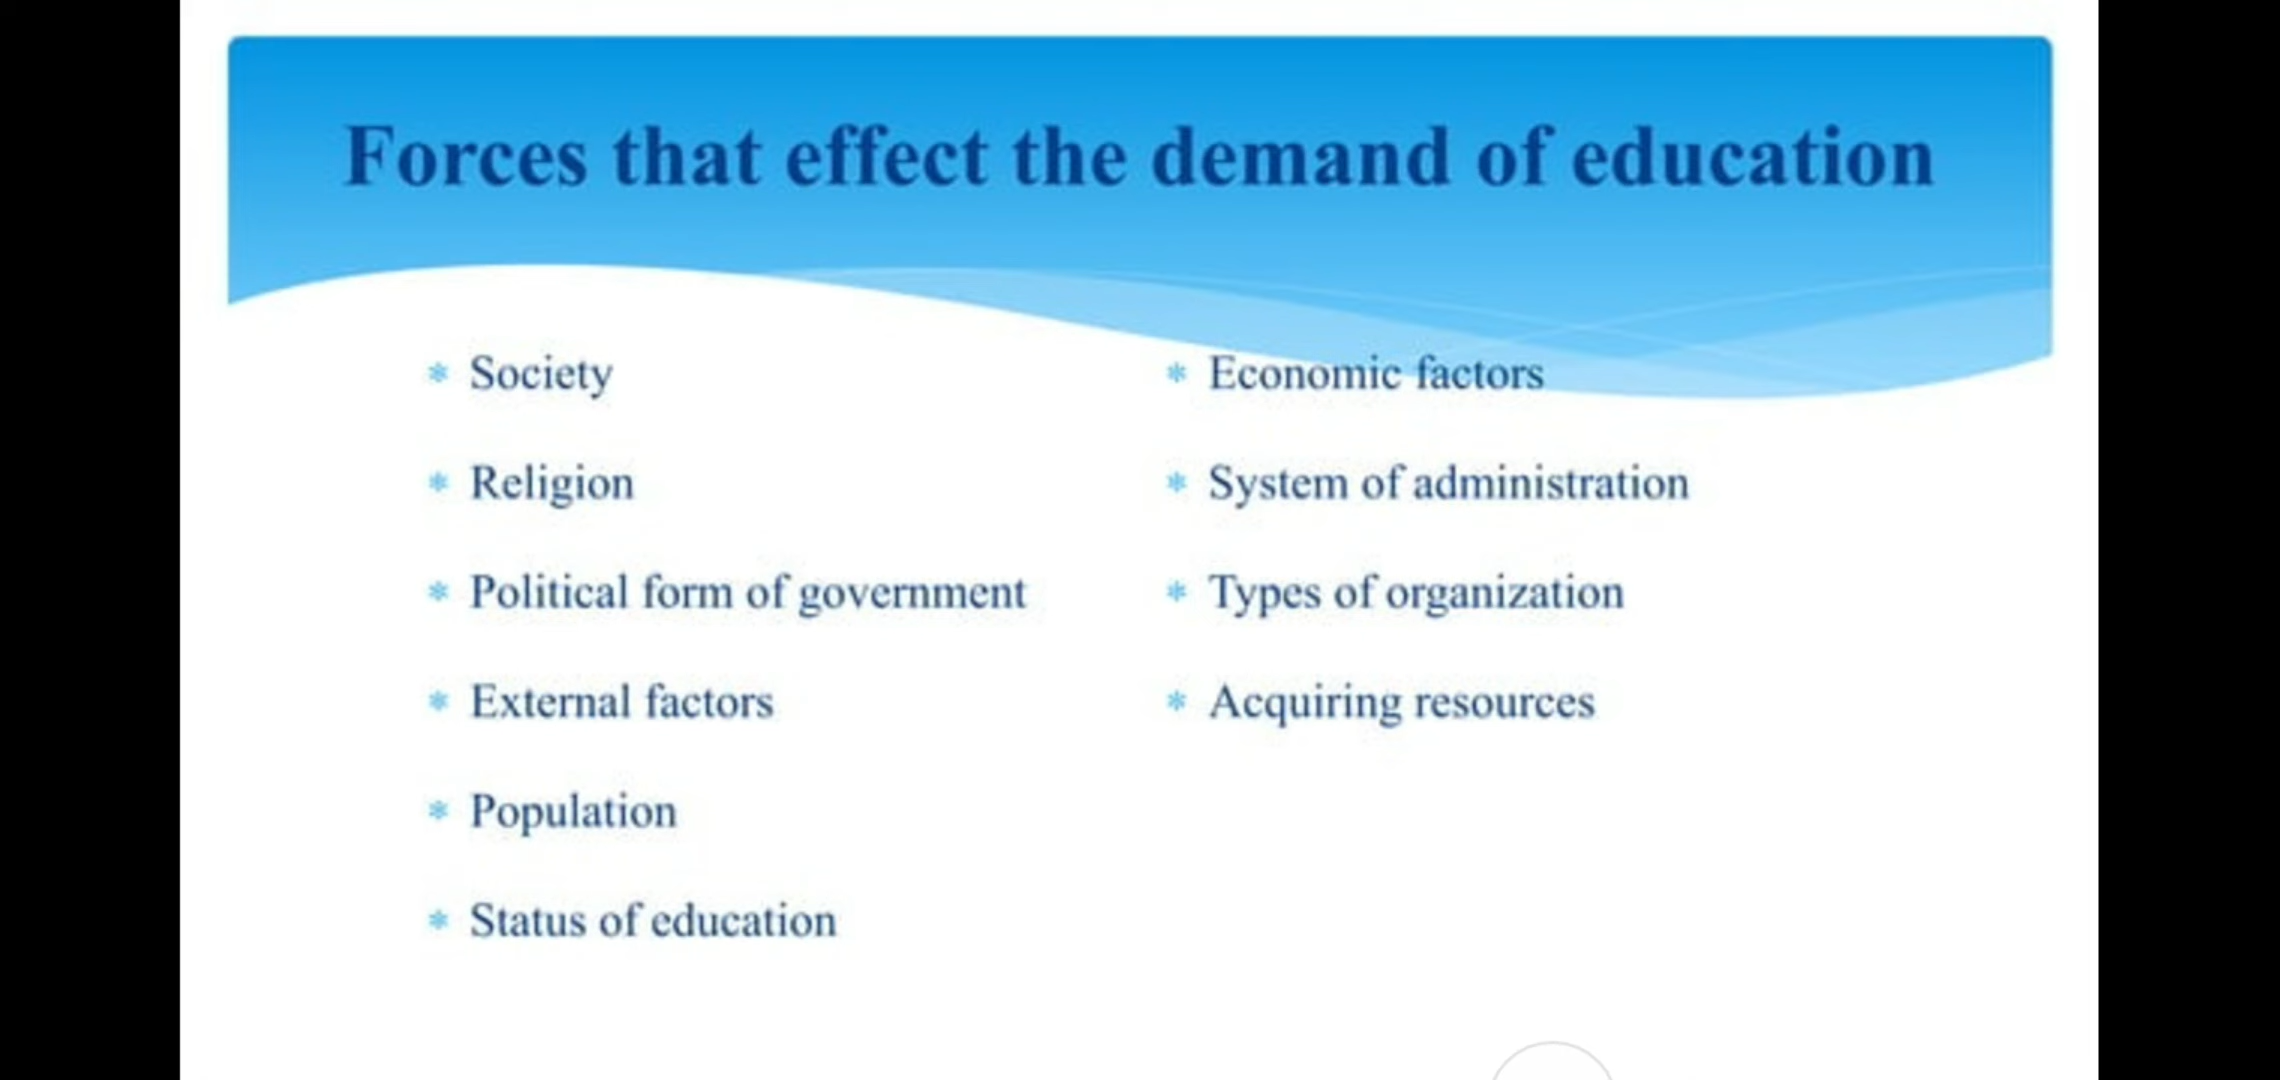 Forces that effect the demand of education
* Society
* Religion
* Political form of government
* External factors
* Population
* Status of education
* Economic factors
* System of administration
* Types of organization
* Acquiring resources